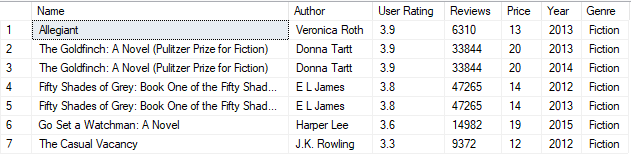 Name Author User Rating Reviews Price Year Genre
1 Allegiant Veronica Roth 3.9 6310 13 2013 Fiction
2 The Goldfinch: A Novel (Pulitzer Prize for Fiction) Donna Tartt 3.9 33844 20 2013 Fiction
3 The Goldfinch: A Novel (Pulitzer Prize for Fiction) Donna Tartt 3.9 33844 20 2014 Fiction
4 Fifty Shades of Grey: Book One of the Fifty Shad... E L James 3.8 47265 14 2012 Fiction
5 Fifty Shades of Grey: Book One of the Fifty Shad... E L James 3.8 47265 14 2013 Fiction
6 Go Set a Watchman: A Novel Harper Lee 3.6 14982 19 2015 Fiction
7 The Casual Vacancy J.K. Rowling 3.3 9372 12 2012 Fiction